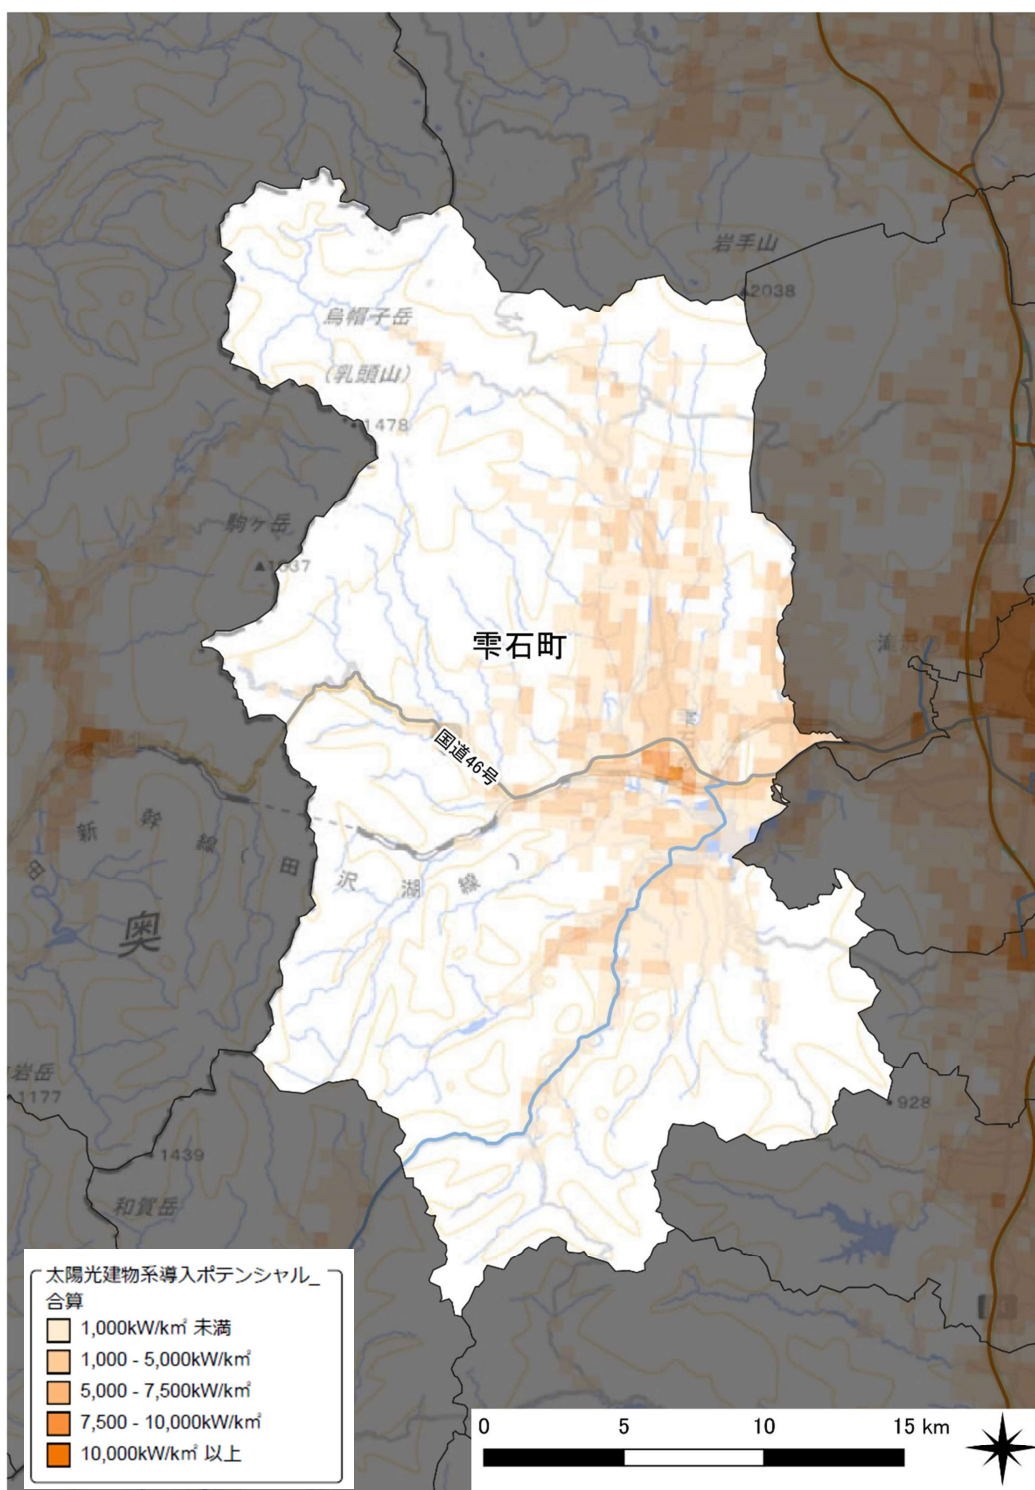 岩手山
2038
烏帽子岳
(乳頭山)
1478
駒ヶ岳
1637
雫石町
国道46号
新幹線(田沢湖線)
奥
1177
928
1439
和賀岳
太陽光建物系導入ポテンシャル_
合算
1,000kW/k㎡ 未満
1,000 - 5,000kW/k㎡
5,000 - 7,500kW/k㎡
7,500 - 10,000kW/k㎡
10,000kW/k㎡ 以上
0 5 10 15 km